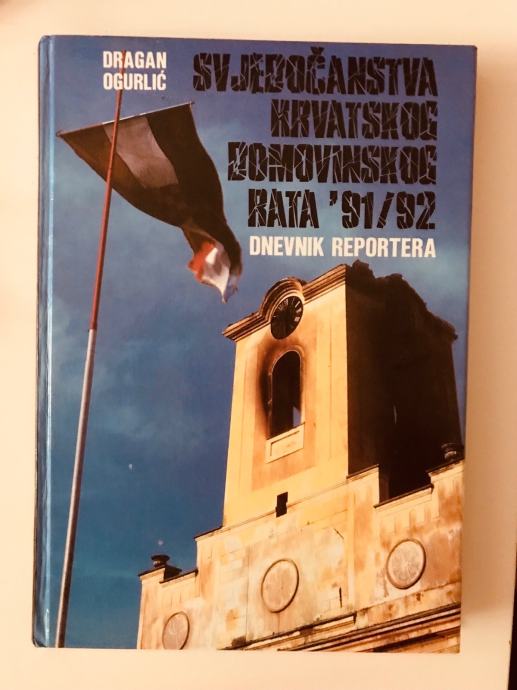 DRAGAN
OGURLIĆ
SVJEDOČANSTVA
HRVATSKOG
DOMOVINSKOG
RATA '91/92
DNEVNIK REPORTERA